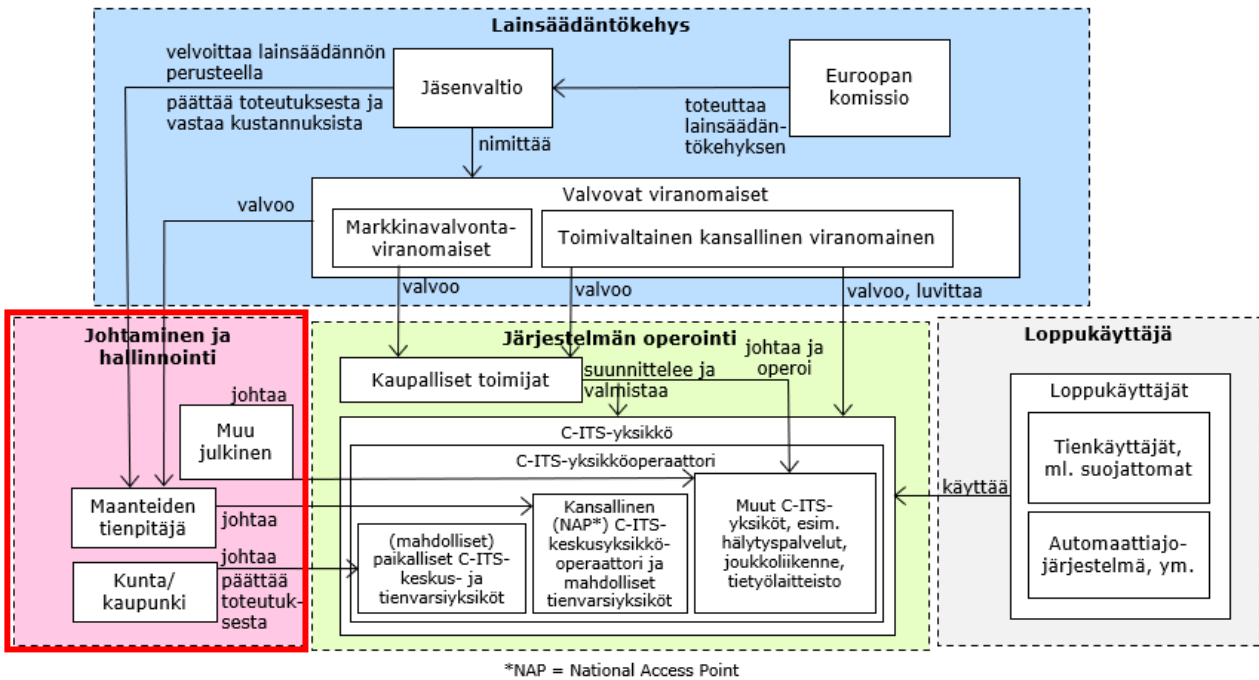 Lainsäädäntökehys
velvoittaa lainsäädännön
perusteella
päättää toteutuksesta ja
vastaa kustannuksista
Jäsenvaltio
Euroopan
komissio
toteuttaa
lainsäädän-
tökehyksen
nimittää
Valvovat viranomaiset
valvoo
Markkinavalvonta-
viranomaiset
Toimivaltainen kansallinen viranomainen
valvoo
valvoo
valvoo, luvittaa
Johtaminen ja
hallinnointi
johtaa
Muu
julkinen
Maanteiden
tienpitäjä
johtaa
Kunta/
kaupunki
johtaa
päättää
toteutuk-
sesta
Järjestelmän operointi
Kaupalliset toimijat
suunnittelee ja
valmistaa
johtaa ja
operoi
C-ITS-yksikkö
C-ITS-yksikköoperaattori
(mahdolliset)
paikalliset C-ITS-
keskus- ja
tienvarsiyksiköt
Kansallinen
(NAP*) C-ITS-
keskusyksikkö-
operaattori ja
mahdolliset
tienvarsiyksiköt
Muut C-ITS-
yksiköt, esim.
hälytyspalvelut,
joukkoliikenne,
tietyölaitteisto
Loppukäyttäjä
Loppukäyttäjät
Tienkäyttäjät,
ml. suojattomat
käyttää
Automaattiajo-
järjestelmä, ym.
*NAP = National Access Point